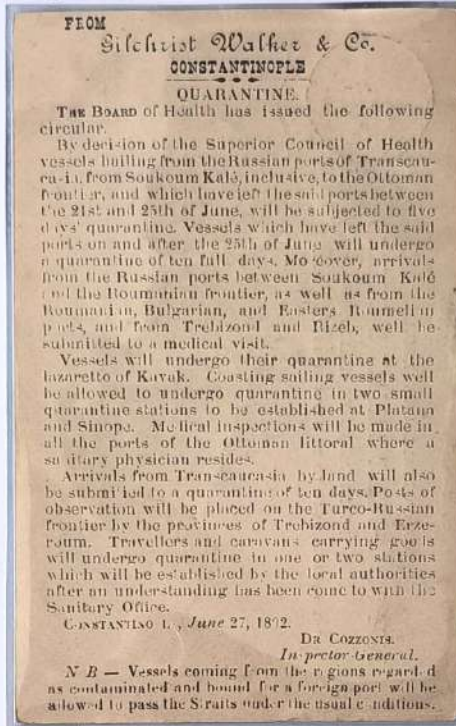 FROM
Gilchrist Walker & Co.
CONSTANTINOPLE
QUARANTINE.
THE BOARD of Health has issued the following
circular.
By decision of the Superior Council of Health
vessels hailing from the Russian ports of Transcau-
casia, from Soukoum Kalé, inclusive, to the Ottoman
frontier, and which have left the said ports between
the 21st and 25th of June, will be subjected to five
days' quarantine. Vessels which have left the said
ports on and after the 25th of June will undergo
a quarantine of ten full days. Moreover, arrivals
from the Russian ports between Soukoum Kalé
and the Roumanian frontier, as well as from the
Roumanian, Bulgarian, and Eastern Roumelian
ports, and from Trebizond and Rizeh, well be
submitted to a medical visit.
Vessels will undergo their quarantine at the
lazaretto of Kavak. Coasting sailing vessels well
be allowed to undergo quarantine in two small
quarantine stations to be established at Platana
and Sinope. Medical inspections will be made in
all the ports of the Ottoman littoral where a
sanitary physician resides.
Arrivals from Transcaucasia by land will also
be submitted to a quarantine of ten days. Posts of
observation will be placed on the Turco-Russian
frontier by the provinces of Trebizond and Erze-
roum. Travellers and caravans carrying goods
will undergo quarantine in one or two stations
which will be established by the local authorities
after an understanding has been come to with the
Sanitary Office.
June 27, 1892.
DR COZZONIS.
Inspector-General.
N B — Vessels coming from the regions regarded
as contaminated and bound for a foreign port will be
allowed to pass the Straits under the usual conditions.